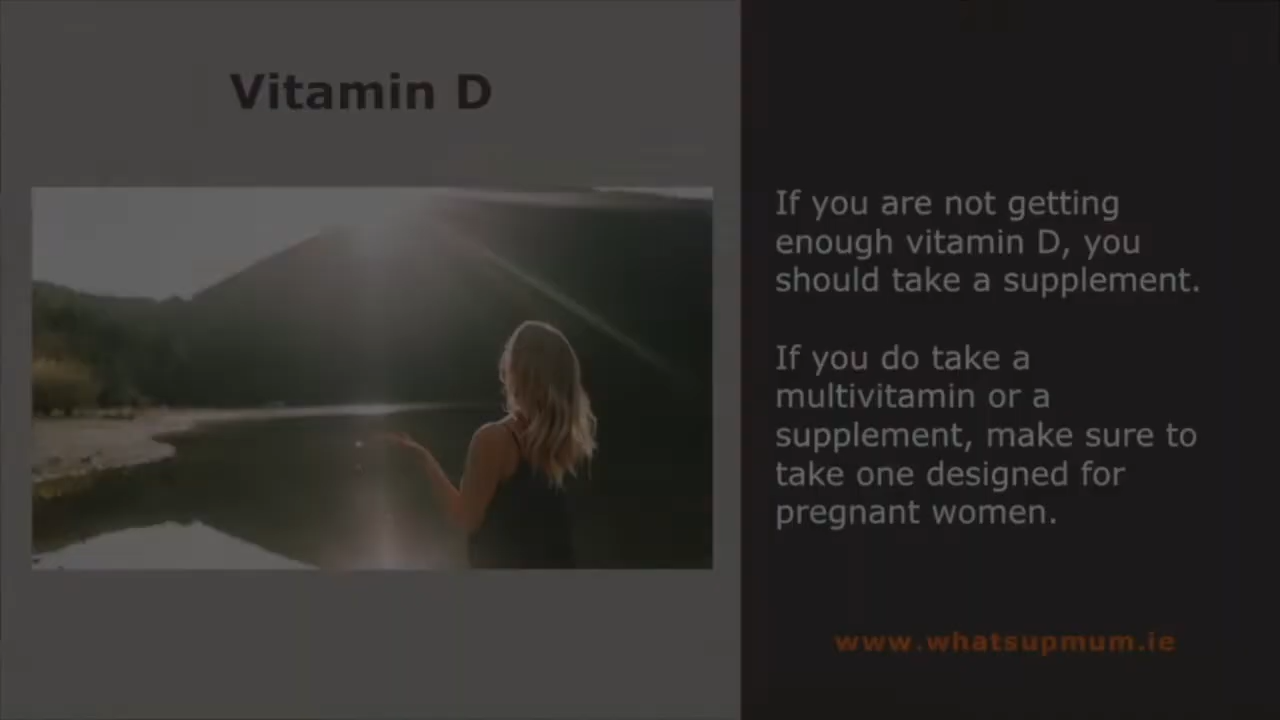 Vitamin D
If you are not getting
enough vitamin D, you
should take a supplement.
If you do take a
multivitamin or a
supplement, make sure to
take one designed for
pregnant women.
www.whatsupmum.ie